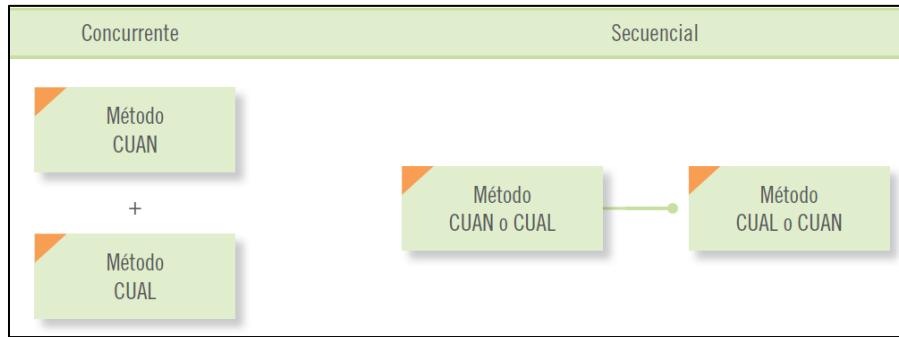 Concurrente
Secuencial
Método
CUAN
+
Método
CUAL
Método
CUAN o CUAL
Método
CUAL o CUAN